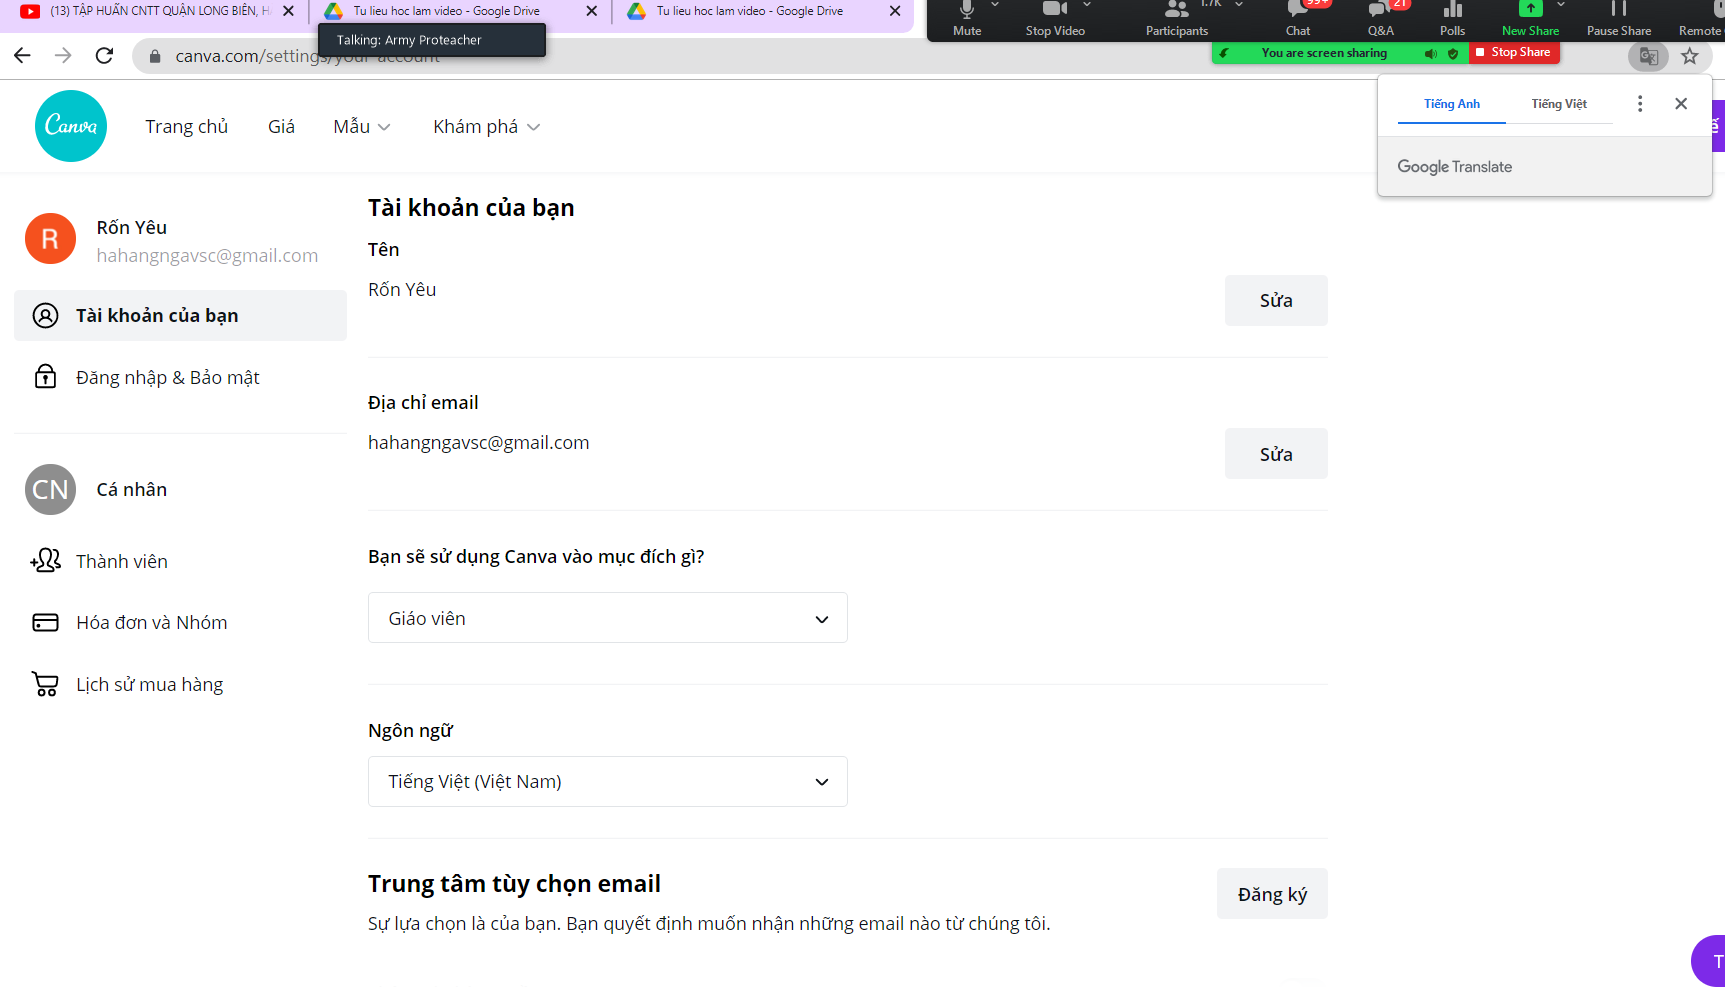 (13) TẬP HUẤN CNTT QUẬN LONG BIÊN, H
Tu lieu hoc lam video - Google Drive
Tu lieu hoc lam video - Google Drive
Talking: Army Proteacher
1.7K
99+
21
Mute
Stop Video
Participants
Chat
Q&A
Polls
New Share
Pause Share
Remote
You are screen sharing
Stop Share
canva.com/settings/your-account
Tiếng Anh
Tiếng Việt
Google Translate
Canva
Trang chủ
Giá
Mẫu
Khám phá
R
Rốn Yêu
hahangngavsc@gmail.com
Tài khoản của bạn
Đăng nhập & Bảo mật
CN
Cá nhân
Thành viên
Hóa đơn và Nhóm
Lịch sử mua hàng
Tài khoản của bạn
Tên
Rốn Yêu
Sửa
Địa chỉ email
hahangngavsc@gmail.com
Sửa
Bạn sẽ sử dụng Canva vào mục đích gì?
Giáo viên
Ngôn ngữ
Tiếng Việt (Việt Nam)
Trung tâm tùy chọn email
Đăng ký
Sự lựa chọn là của bạn. Bạn quyết định muốn nhận những email nào từ chúng tôi.
T